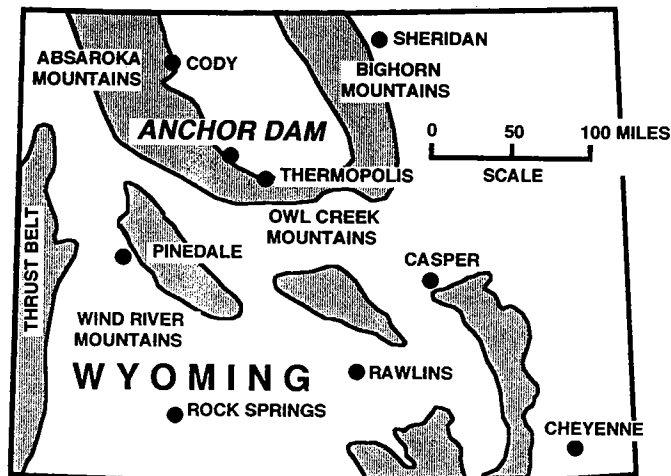 SHERIDAN
ABSAROKA
MOUNTAINS
CODY
BIGHORN
MOUNTAINS
ANCHOR DAM
0 50 100 MILES
SCALE
THERMOPOLIS
OWL CREEK
MOUNTAINS
THRUST BELT
PINEDALE
CASPER
WIND RIVER
MOUNTAINS
WYOMING
RAWLINS
ROCK SPRINGS
CHEYENNE